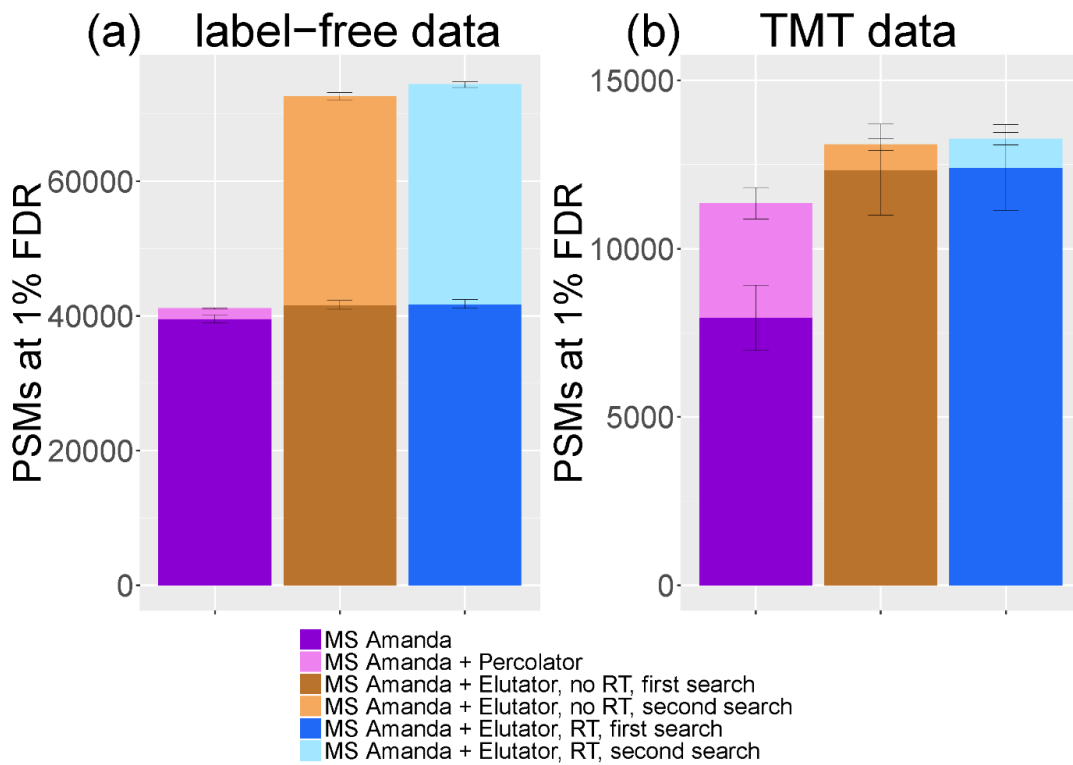 (a) label−free data
(b) TMT data
PSMs at 1% FDR
60000
40000
20000
0
PSMs at 1% FDR
15000
10000
5000
0
MS Amanda
MS Amanda + Percolator
MS Amanda + Elutator, no RT, first search
MS Amanda + Elutator, no RT, second search
MS Amanda + Elutator, RT, first search
MS Amanda + Elutator, RT, second search